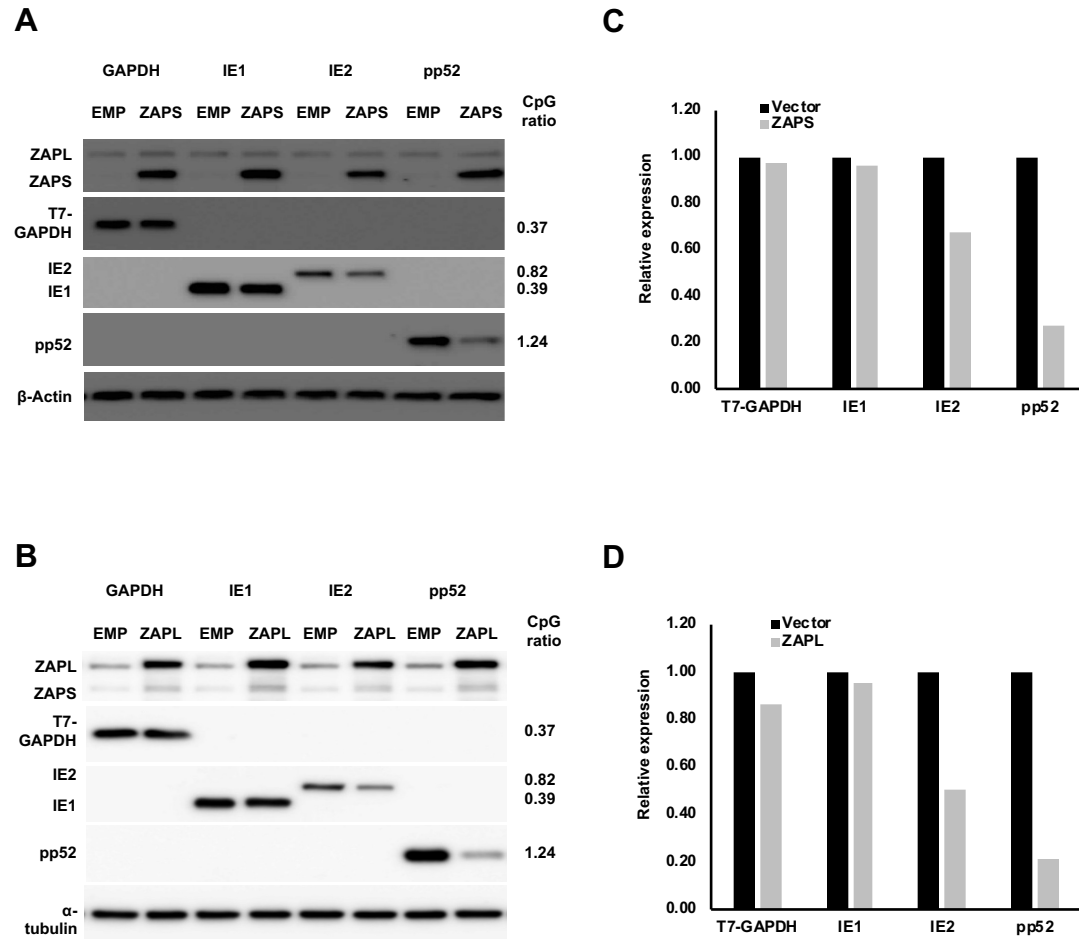 A
GAPDH IE1 IE2 pp52
EMP ZAPS EMP ZAPS EMP ZAPS EMP ZAPS
CpG
ratio
ZAPL
ZAPS
T7-
GAPDH
0.37
IE2
0.82
IE1
0.39
pp52
1.24
β-Actin
C
1.20
1.00
0.80
0.60
0.40
0.20
0.00
Relative expression
Vector
ZAPS
T7-GAPDH IE1 IE2 pp52
B
GAPDH IE1 IE2 pp52
EMP ZAPL EMP ZAPL EMP ZAPL EMP ZAPL
CpG
ratio
ZAPL
ZAPS
T7-
GAPDH
0.37
IE2
0.82
IE1
0.39
pp52
1.24
α-
tubulin
D
1.20
1.00
0.80
0.60
0.40
0.20
0.00
Relative expression
Vector
ZAPL
T7-GAPDH IE1 IE2 pp52